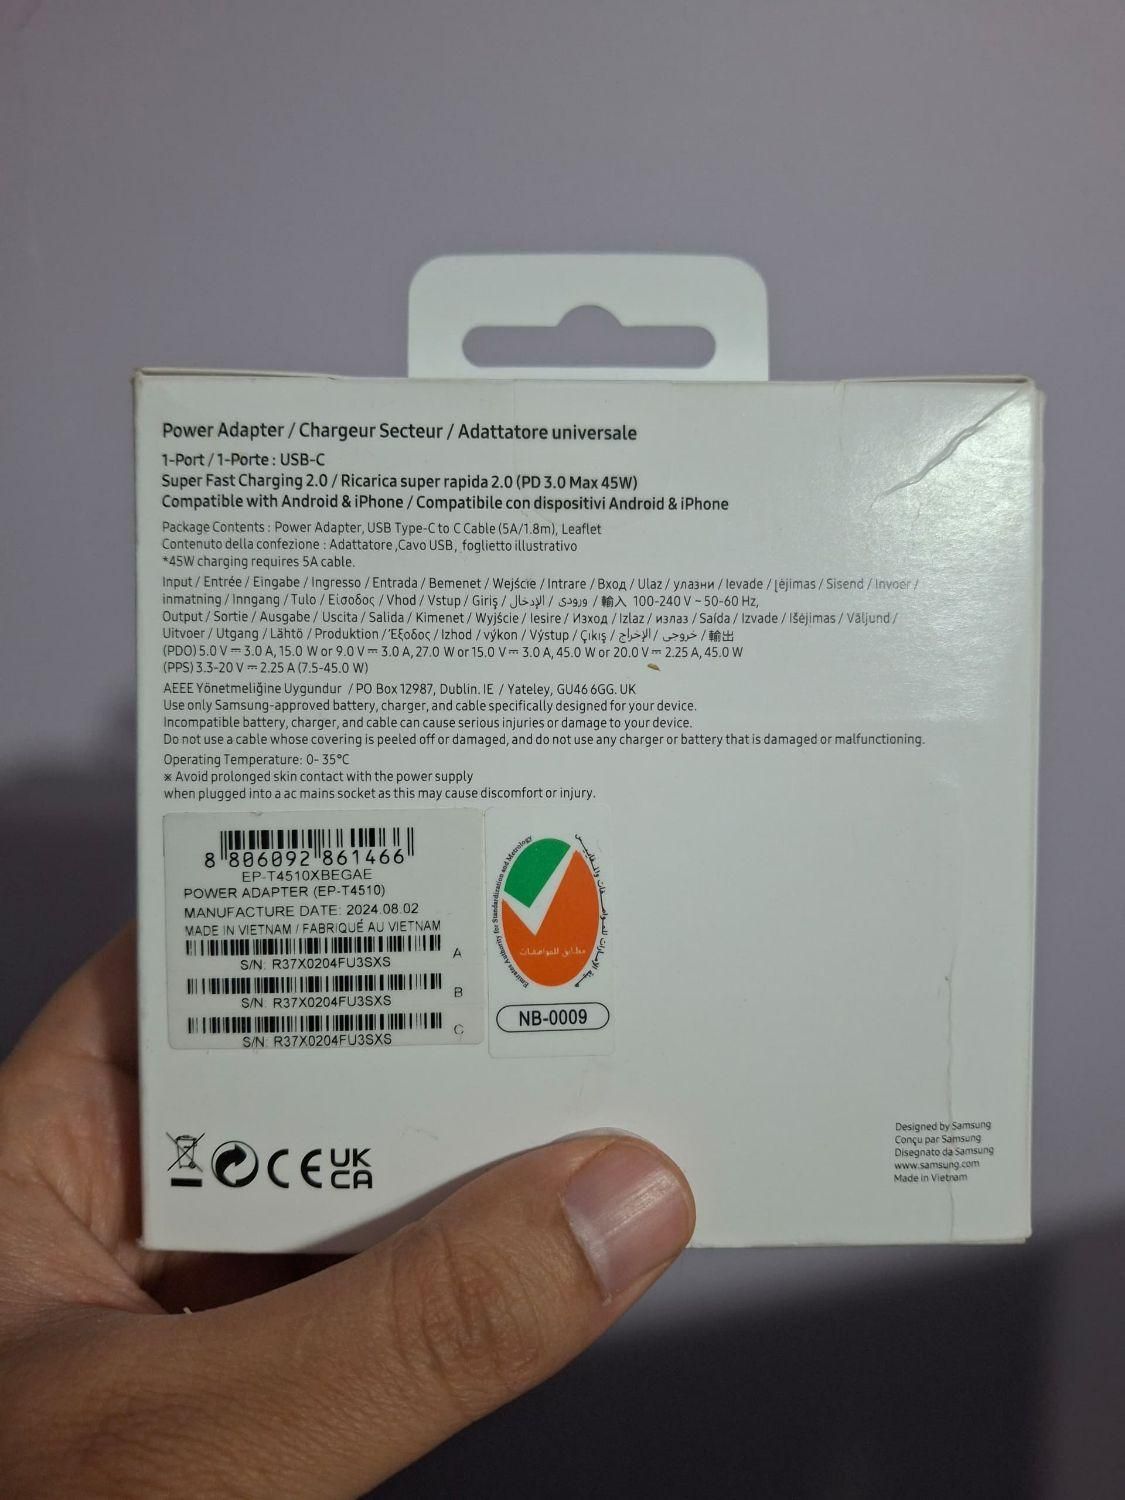 Power Adapter / Chargeur Secteur / Adattatore universale
1-Port / 1-Porte : USB-C
Super Fast Charging 2.0 / Ricarica super rapida 2.0 (PD 3.0 Max 45W)
Compatible with Android & iPhone / Compatibile con dispositivi Android & iPhone
Package Contents : Power Adapter, USB Type-C to C Cable (5A/1.8m), Leaflet
Contenuto della confezione : Adattatore ,Cavo USB, foglietto illustrativo
*45W charging requires 5A cable.
Input / Entrée / Eingabe / Ingresso / Entrada / Bemenet / Wejście / Intrare / Вход / Ulaz / улазни / Ievade / Įėjimas / Sisend / Invoer /
inmatning / Inngang / Tulo / Είσοδος / Vhod / Vstup / Giriş / الإدخال / ورودی / 輸入 100-240 V ~ 50-60 Hz,
Output / Sortie / Ausgabe / Uscita / Salida / Kimenet / Wyjście / Iesire / Изход / Izlaz / излаз / Saída / Izvade / Išėjimas / Väljund /
Uitvoer / Utgang / Lähtö / Produktion / Έξοδος / Izhod / výkon / Výstup / Çıkış / الإخراج / خروجی / 輸出
(PDO) 5.0 V ⎓ 3.0 A, 15.0 W or 9.0 V ⎓ 3.0 A, 27.0 W or 15.0 V ⎓ 3.0 A, 45.0 W or 20.0 V ⎓ 2.25 A, 45.0 W
(PPS) 3.3-20 V ⎓ 2.25 A (7.5-45.0 W)
AEEE Yönetmeliğine Uygundur / PO Box 12987, Dublin. IE / Yateley, GU46 6GG. UK
Use only Samsung-approved battery, charger, and cable specifically designed for your device.
Incompatible battery, charger, and cable can cause serious injuries or damage to your device.
Do not use a cable whose covering is peeled off or damaged, and do not use any charger or battery that is damaged or malfunctioning.
Operating Temperature: 0- 35°C
※ Avoid prolonged skin contact with the power supply
when plugged into a ac mains socket as this may cause discomfort or injury.
8 806092 861466
EP-T4510XBEGAE
POWER ADAPTER (EP-T4510)
MANUFACTURE DATE: 2024.08.02
MADE IN VIETNAM / FABRIQUÉ AU VIETNAM
A
S/N: R37X0204FU3SXS
B
S/N: R37X0204FU3SXS
C
S/N: R37X0204FU3SXS
Emirates Authority for Standardization and Metrology
هيئة الإمارات للمواصفات والمقاييس
مطابق للمواصفات
NB-0009
CE
UK
CA
Designed by Samsung
Conçu par Samsung
Disegnato da Samsung
www.samsung.com
Made in Vietnam